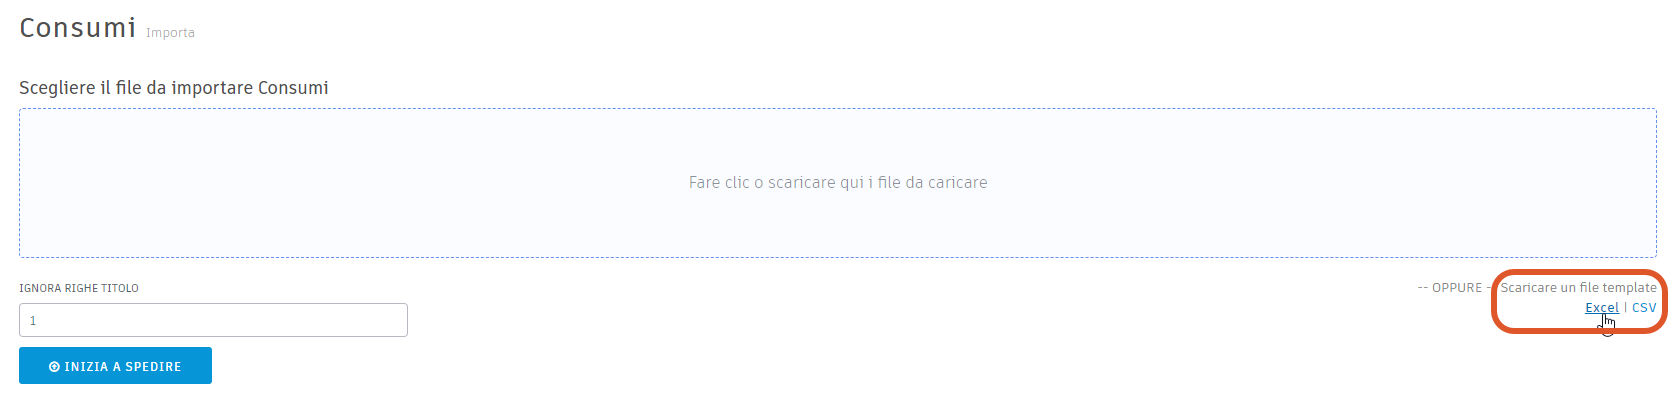 Consumi Importa
Scegliere il file da importare Consumi
Fare clic o scaricare qui i file da caricare
IGNORA RIGHE TITOLO
1
INIZIA A SPEDIRE
-- OPPURE -- Scaricare un file template
Excel | CSV